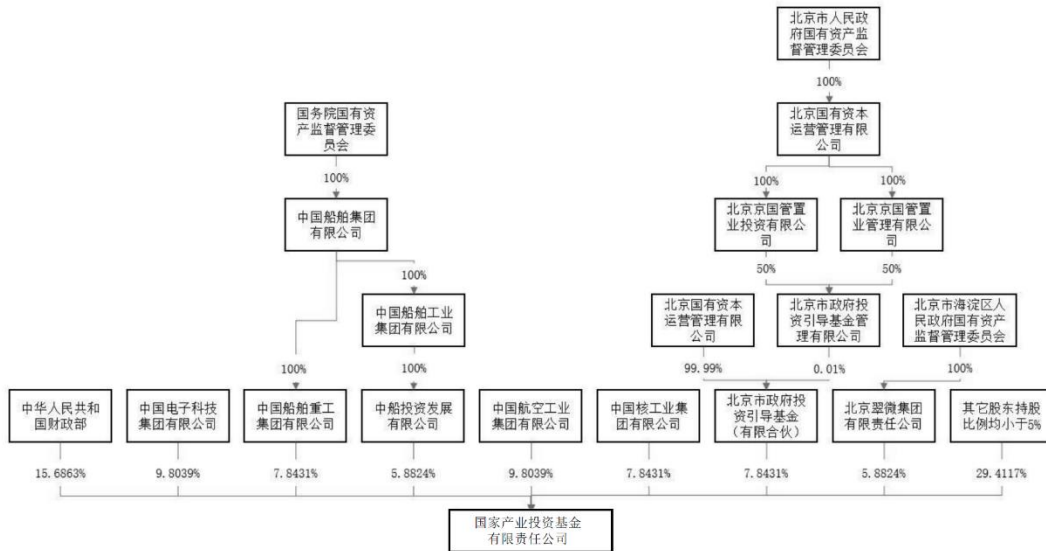 北京市人民政
府国有资产监
督管理委员会
100%
国务院国有资
产监督管理委
员会
北京国有资本
运营管理有限
公司
100%
100%
100%
中国船舶集团
有限公司
北京京国管置
业投资有限公
司
北京京国管置
业管理有限公
司
100%
50%
50%
中国船舶工业
集团有限公司
北京国有资本
运营管理有限
公司
北京市政府投
资引导基金管
理有限公司
北京市海淀区人
民政府国有资产
监督管理委员会
100%
100%
99.99%
0.01%
100%
中华人民共和
国财政部
中国电子科技
集团有限公司
中国船舶重工
集团有限公司
中船投资发展
有限公司
中国航空工业
集团有限公司
中国核工业集
团有限公司
北京市政府投
资引导基金
（有限合伙）
北京翠微集团
有限责任公司
其它股东持股
比例均小于5%
15.6863%
9.8039%
7.8431%
5.8824%
9.8039%
7.8431%
7.8431%
5.8824%
29.4117%
国家产业投资基金
有限责任公司